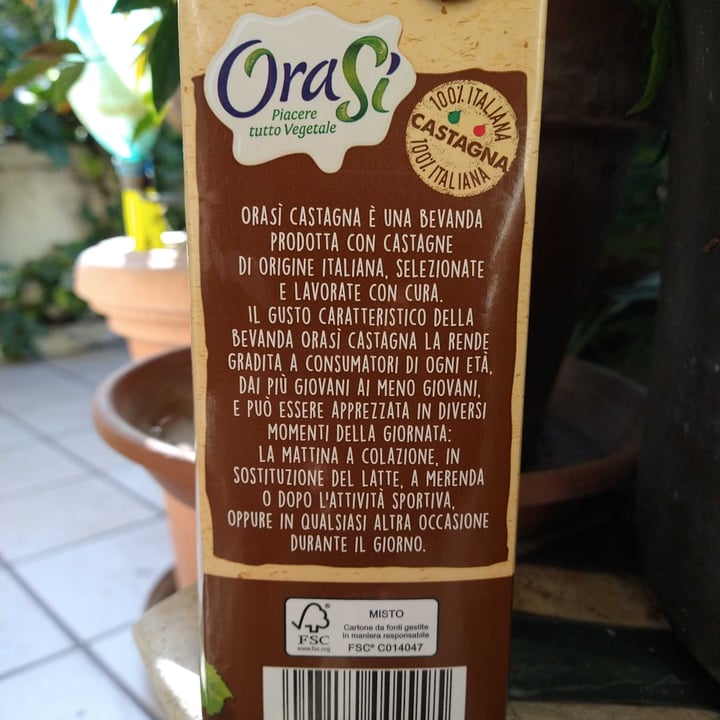 OraSì
Piacere
tutto Vegetale
100% ITALIANA
CASTAGNA
100% ITALIANA
ORASÌ CASTAGNA È UNA BEVANDA
PRODOTTA CON CASTAGNE
DI ORIGINE ITALIANA, SELEZIONATE
E LAVORATE CON CURA.
IL GUSTO CARATTERISTICO DELLA
BEVANDA ORASÌ CASTAGNA LA RENDE
GRADITA A CONSUMATORI DI OGNI ETÀ,
DAI PIÙ GIOVANI AI MENO GIOVANI,
E PUÒ ESSERE APPREZZATA IN DIVERSI
MOMENTI DELLA GIORNATA:
LA MATTINA A COLAZIONE, IN
SOSTITUZIONE DEL LATTE, A MERENDA
O DOPO L'ATTIVITÀ SPORTIVA,
OPPURE IN QUALSIASI ALTRA OCCASIONE
DURANTE IL GIORNO.
FSC
www.fsc.org
MISTO
Cartone da fonti gestite
in maniera responsabile
FSC® C014047